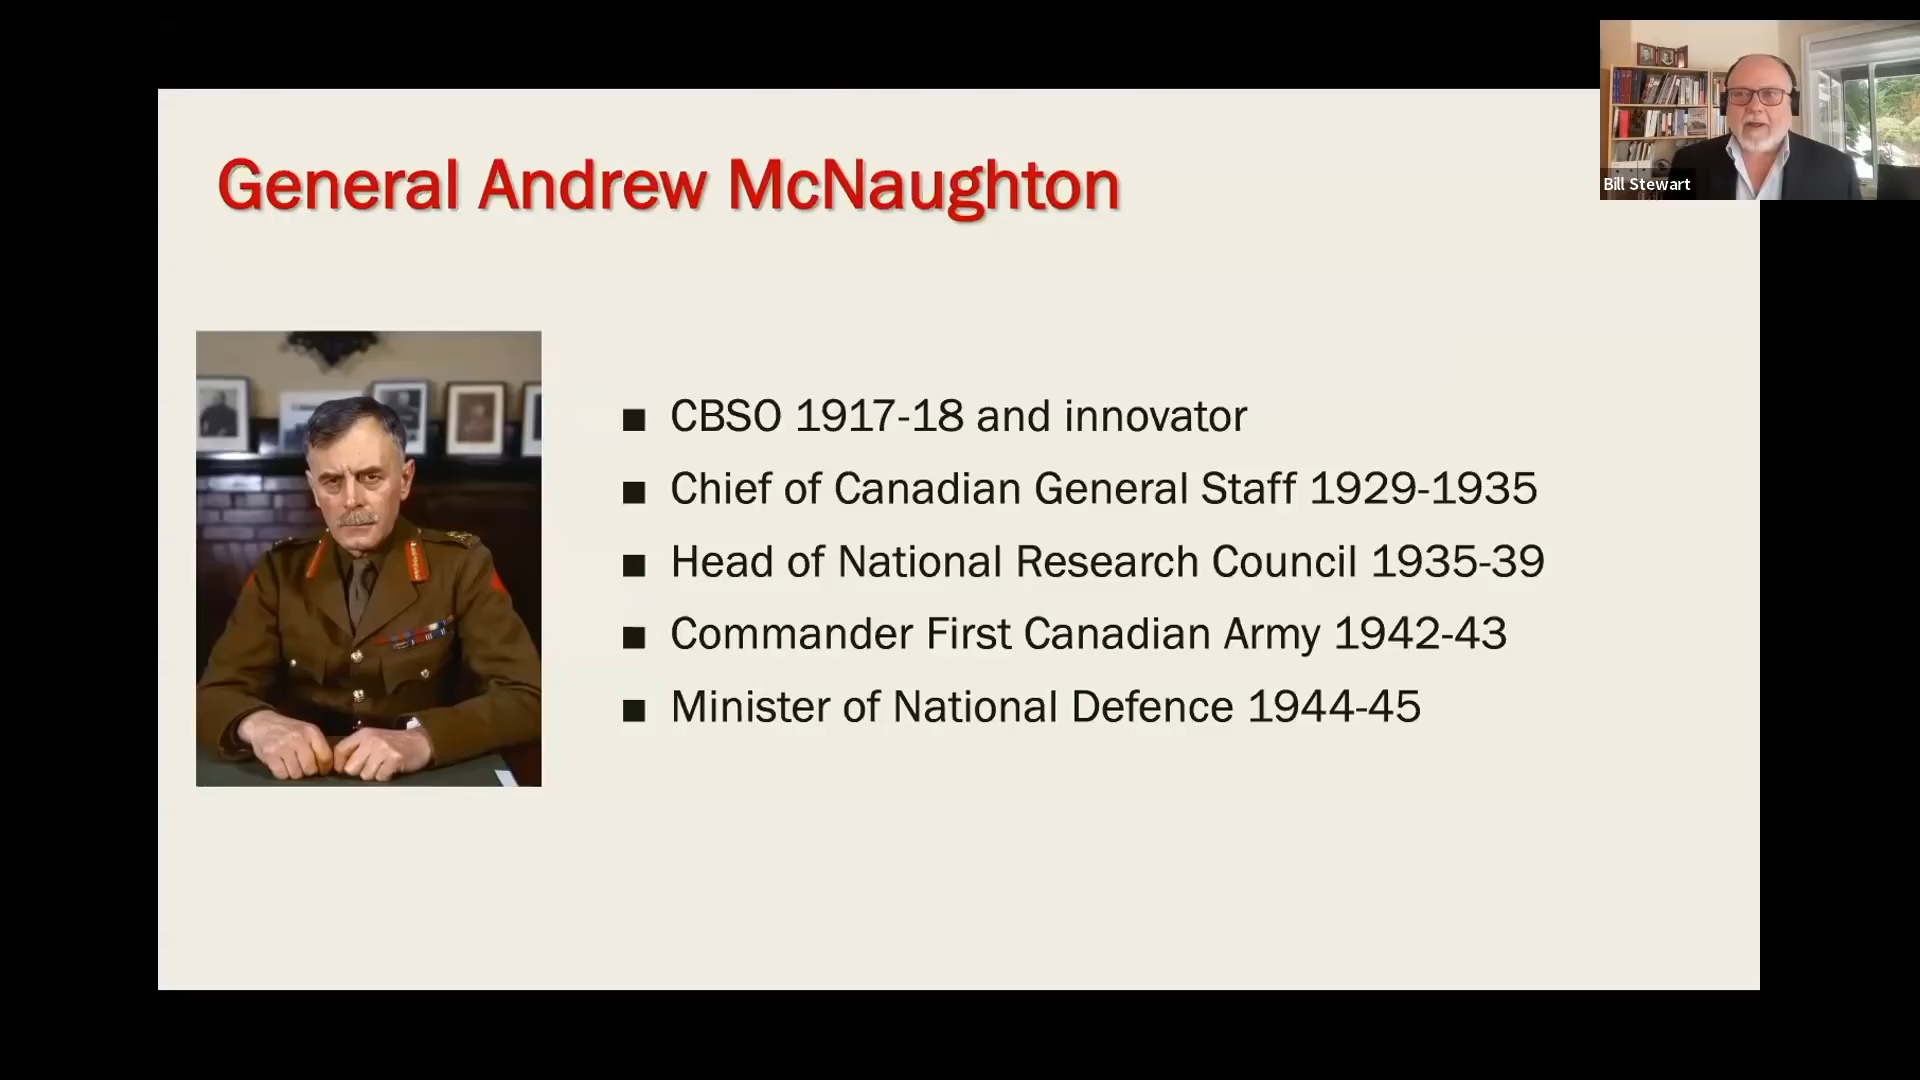 General Andrew McNaughton
Bill Stewart
■ CBSO 1917-18 and innovator
■ Chief of Canadian General Staff 1929-1935
■ Head of National Research Council 1935-39
■ Commander First Canadian Army 1942-43
■ Minister of National Defence 1944-45